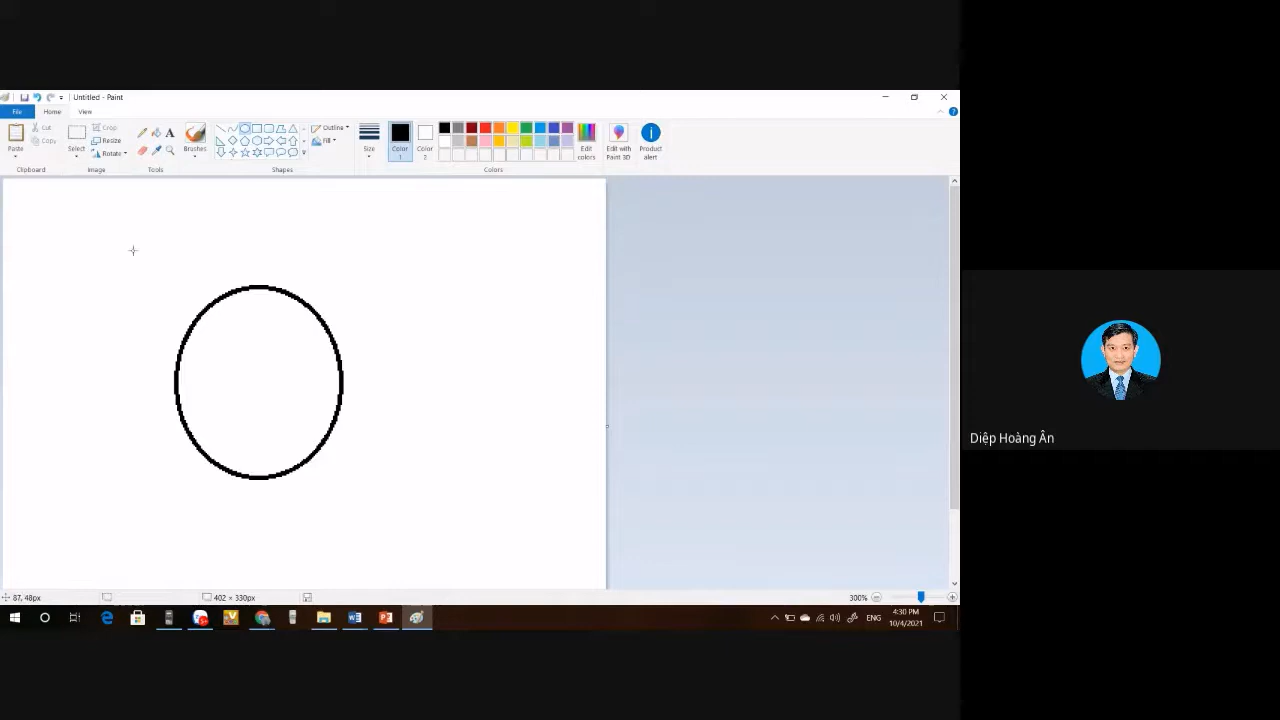 Untitled - Paint
File
Home
View
Paste
Cut
Copy
Clipboard
Select
Crop
Resize
Rotate
Image
A
Tools
Brushes
Shapes
Outline
Fill
Size
Color 1
Color 2
Edit colors
Colors
Edit with Paint 3D
Product alert
Diệp Hoàng Ân
87, 48px
402 × 330px
300%
ENG
4:30 PM
10/4/2021